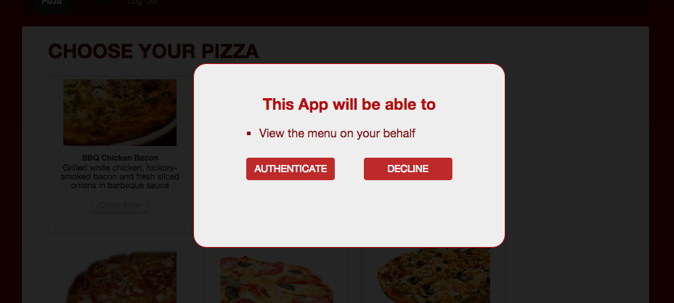 Pizza
Log Out
CHOOSE YOUR PIZZA
BBQ Chicken Bacon
Grilled white chicken, hickory-
smoked bacon and fresh sliced
onions in barbeque sauce
Order Now
This App will be able to
View the menu on your behalf
AUTHENTICATE
DECLINE